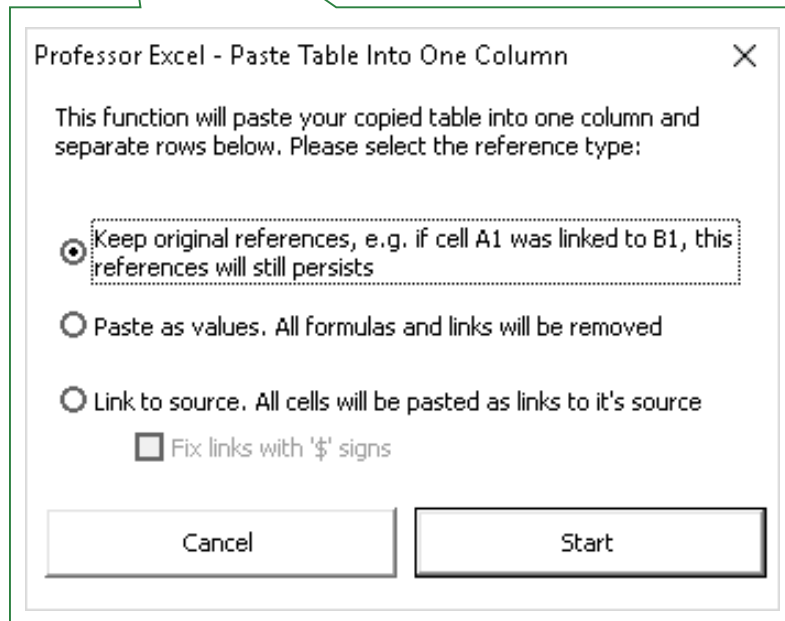 Professor Excel - Paste Table Into One Column
This function will paste your copied table into one column and
separate rows below. Please select the reference type:
Keep original references, e.g. if cell A1 was linked to B1, this
references will still persists
Paste as values. All formulas and links will be removed
Link to source. All cells will be pasted as links to it's source
Fix links with '$' signs
Cancel
Start